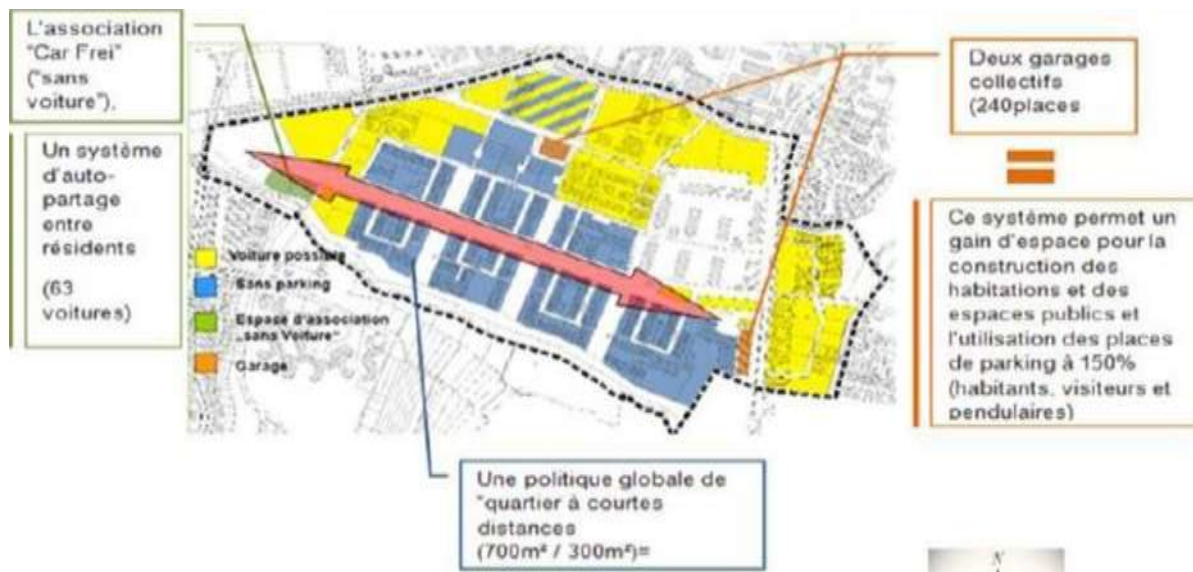 L'association
"Car Frei"
("sans
voiture").
Un système
d'auto-
partage
entre
résidents
(63
voitures)
Voiture possible
Sans parking
Espace d'association
„sans Voiture"
Garage
Deux garages
collectifs
(240places
Ce système permet un
gain d'espace pour la
construction des
habitations et des
espaces publics et
l'utilisation des places
de parking à 150%
(habitants, visiteurs et
pendulaires)
Une politique globale de
"quartier à courtes
distances
(700m² / 300m²)=
N